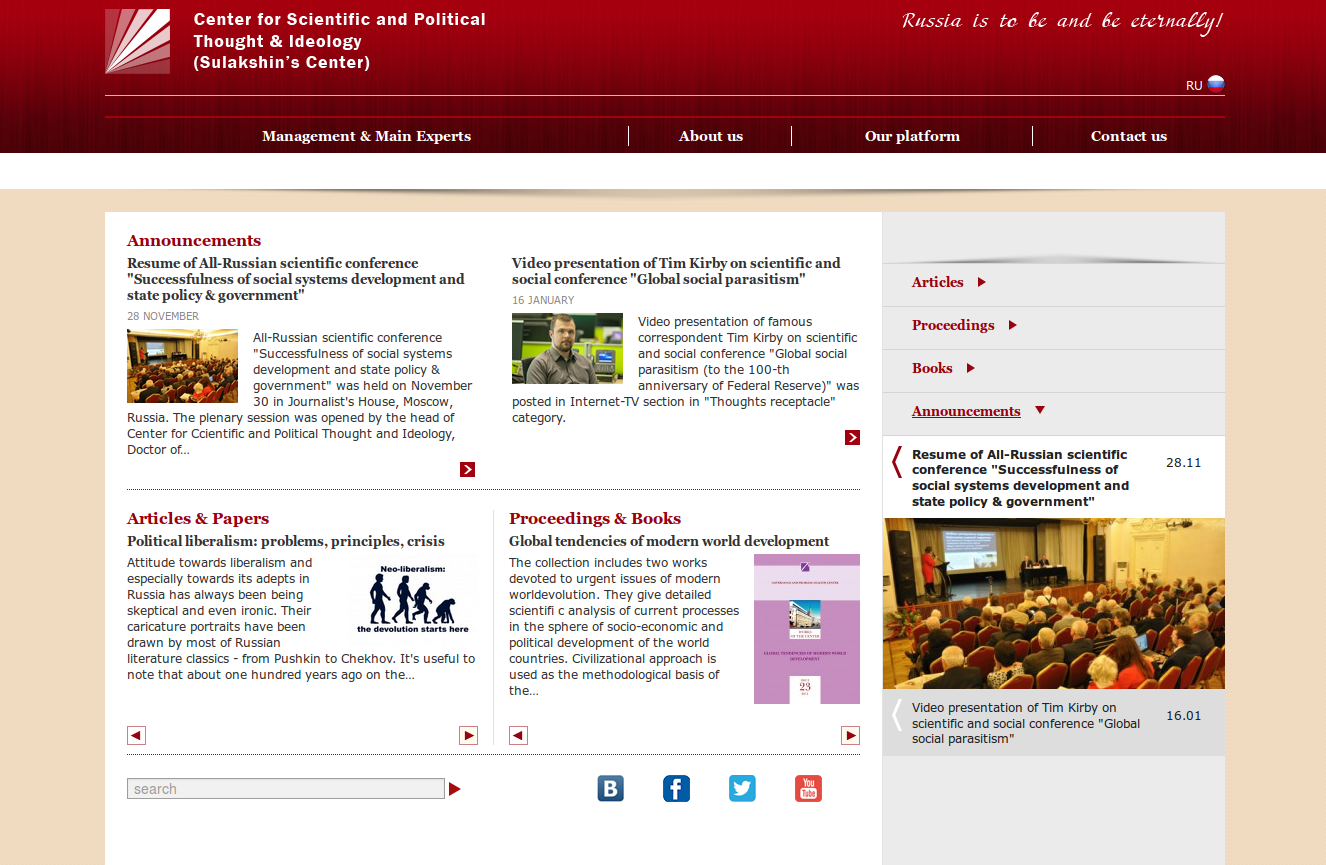 Center for Scientific and Political
Thought & Ideology
(Sulakshin's Center)
Russia is to be and be eternally!
RU
Management & Main Experts
About us
Our platform
Contact us
Announcements
Resume of All-Russian scientific conference
"Successfulness of social systems development and
state policy & government"
28 NOVEMBER
All-Russian scientific conference
"Successfulness of social systems
development and state policy &
government" was held on November
30 in Journalist's House, Moscow,
Russia. The plenary session was opened by the head of
Center for Ccientific and Political Thought and Ideology,
Doctor of...
Video presentation of Tim Kirby on scientific and
social conference "Global social parasitism"
16 JANUARY
Video presentation of famous
correspondent Tim Kirby on scientific
and social conference "Global social
parasitism (to the 100-th
anniversary of Federal Reserve)" was
posted in Internet-TV section in "Thoughts receptacle"
category.
Articles & Papers
Political liberalism: problems, principles, crisis
Attitude towards liberalism and
especially towards its adepts in
Russia has always been being
skeptical and even ironic. Their
caricature portraits have been
drawn by most of Russian
literature classics - from Pushkin to Chekhov. It's useful to
note that about one hundred years ago on the...
Neo-liberalism:
the devolution starts here
Proceedings & Books
Global tendencies of modern world development
The collection includes two works
devoted to urgent issues of modern
worldevolution. They give detailed
scientifi c analysis of current processes
in the sphere of socio-economic and
political development of the world
countries. Civilizational approach is
used as the methodological basis of
the...
GLOBAL TENDENCIES OF MODERN WORLD
DEVELOPMENT
23
search
B
f
You
Tube
Articles
Proceedings
Books
Announcements
Resume of All-Russian scientific
conference "Successfulness of
social systems development and
state policy & government"
28.11
Video presentation of Tim Kirby on
scientific and social conference "Global
social parasitism"
16.01